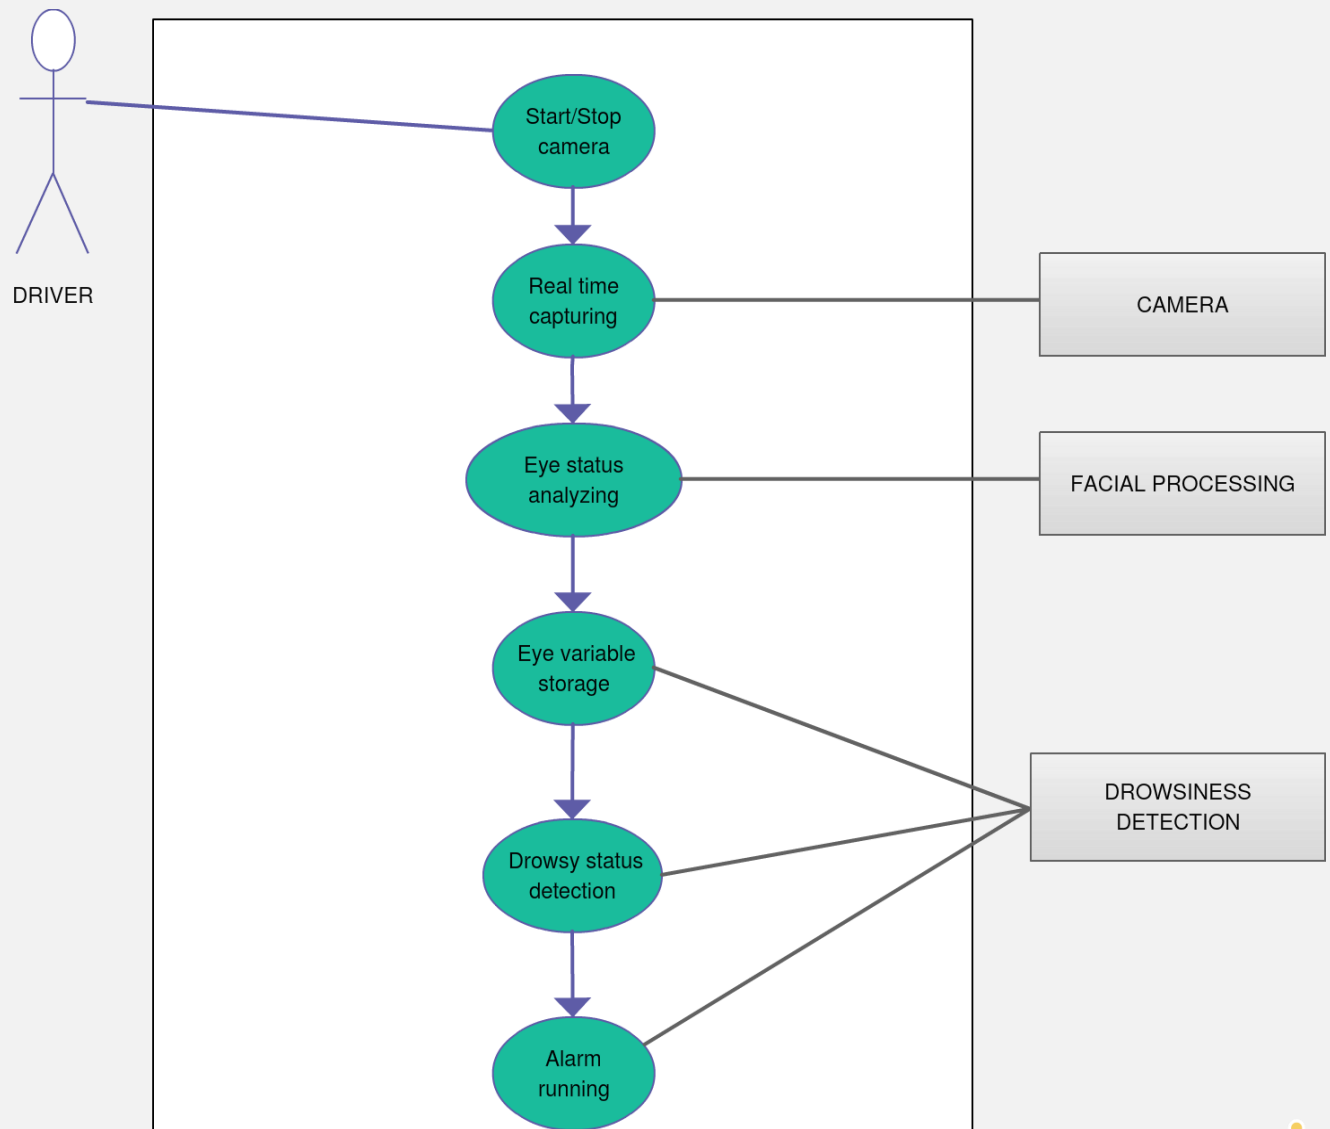 Start/Stop
camera
Real time
capturing
DRIVER
CAMERA
Eye status
analyzing
FACIAL PROCESSING
Eye variable
storage
DROWSINESS
DETECTION
Drowsy status
detection
Alarm
running